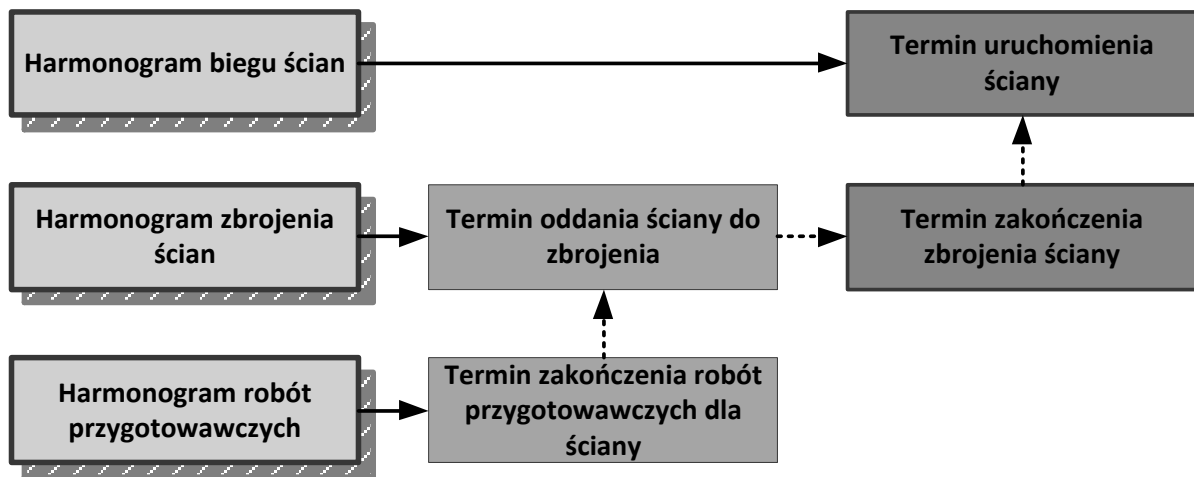 Harmonogram biegu ścian
Termin uruchomienia
ściany
Harmonogram zbrojenia
ścian
Termin oddania ściany do
zbrojenia
Termin zakończenia
zbrojenia ściany
Harmonogram robót
przygotowawczych
Termin zakończenia robót
przygotowawczych dla
ściany